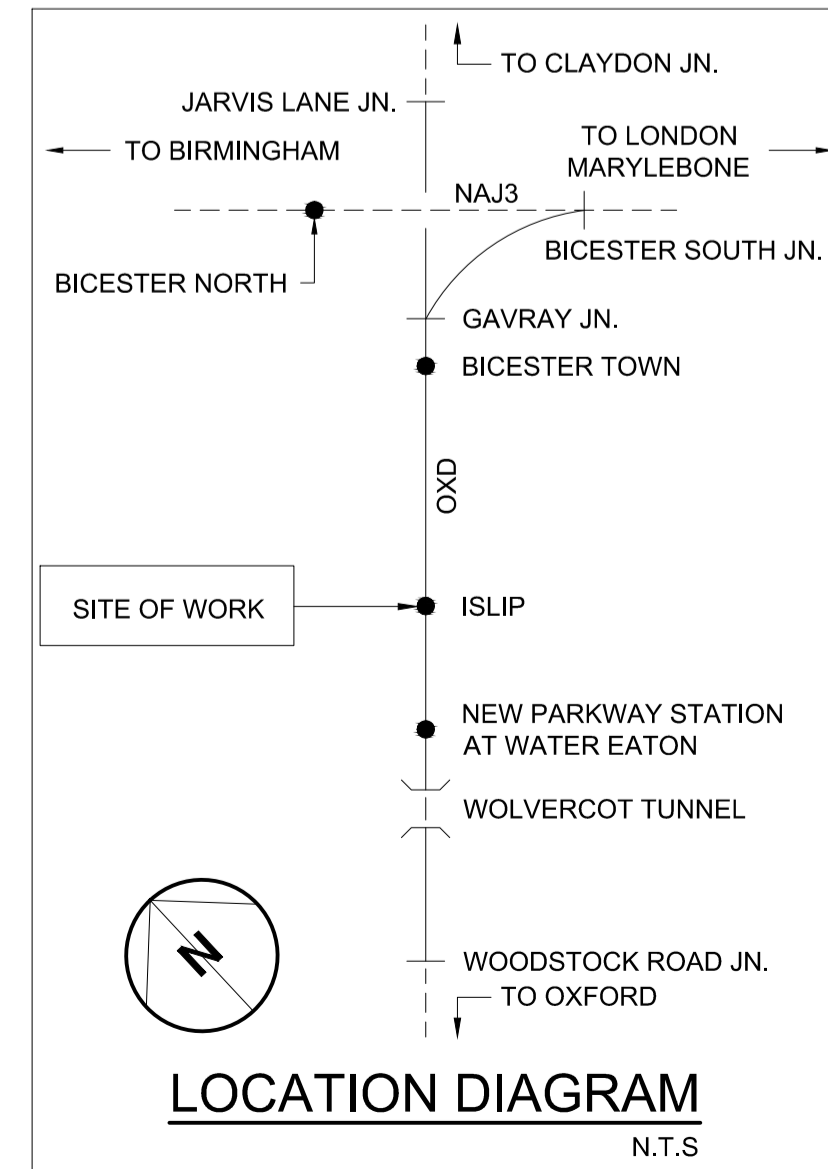 TO CLAYDON JN.
JARVIS LANE JN.
TO BIRMINGHAM
TO LONDON
MARYLEBONE
NAJ3
BICESTER SOUTH JN.
BICESTER NORTH
GAVRAY JN.
BICESTER TOWN
OXD
SITE OF WORK
ISLIP
NEW PARKWAY STATION
AT WATER EATON
WOLVERCOT TUNNEL
N
WOODSTOCK ROAD JN.
TO OXFORD
LOCATION DIAGRAM
N.T.S